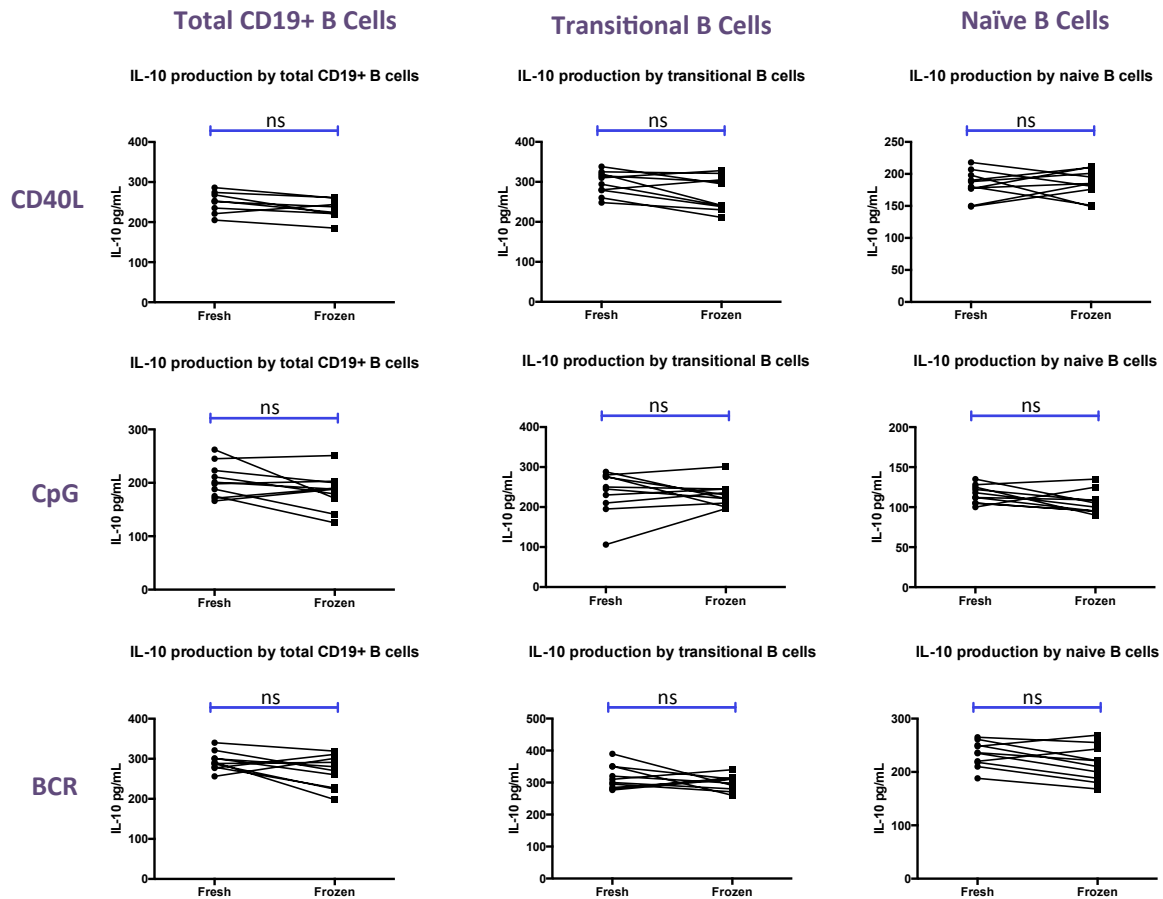 Total CD19+ B Cells
Transitional B Cells
Naïve B Cells
CD40L
IL-10 production by total CD19+ B cells
ns
400
300
200
100
0
IL-10 pg/mL
Fresh
Frozen
IL-10 production by transitional B cells
ns
400
300
200
100
0
IL-10 pg/mL
Fresh
Frozen
IL-10 production by naive B cells
ns
250
200
150
100
50
0
IL-10 pg/mL
Fresh
Frozen
CpG
IL-10 production by total CD19+ B cells
ns
300
200
100
0
IL-10 pg/mL
Fresh
Frozen
IL-10 production by transitional B cells
ns
400
300
200
100
0
IL-10 pg/mL
Fresh
Frozen
IL-10 production by naive B cells
ns
200
150
100
50
0
IL-10 pg/mL
Fresh
Frozen
BCR
IL-10 production by total CD19+ B cells
ns
400
300
200
100
0
IL-10 pg/mL
Fresh
Frozen
IL-10 production by transitional B cells
ns
500
400
300
200
100
0
IL-10 pg/mL
Fresh
Frozen
IL-10 production by naive B cells
ns
300
200
100
0
IL-10 pg/mL
Fresh
Frozen